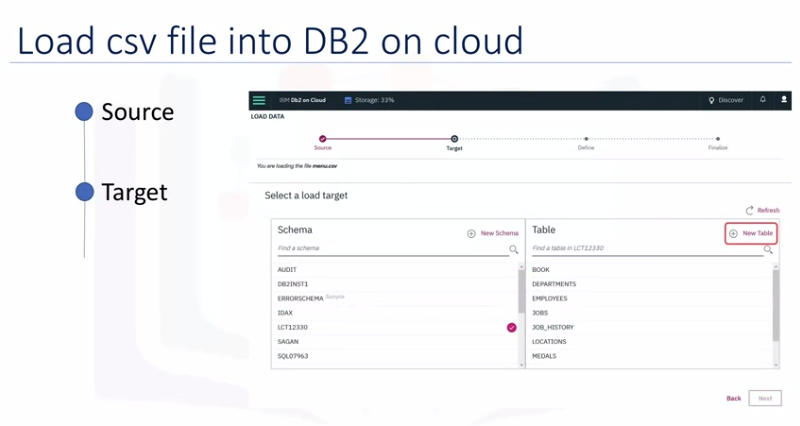 Load csv file into DB2 on cloud
Source
Target
IBM Db2 on Cloud
Storage: 33%
Discover
LOAD DATA
Source
Target
Define
Finalize
You are loading the file menu.csv
Select a load target
Refresh
Schema
New Schema
Find a schema
AUDIT
DB2INST1
ERRORSCHEMA Sample
IDAX
LCT12330
SAGAN
SQL07963
Table
New Table
Find a table in LCT12330
BOOK
DEPARTMENTS
EMPLOYEES
JOBS
JOB_HISTORY
LOCATIONS
MEDALS
Back
Next